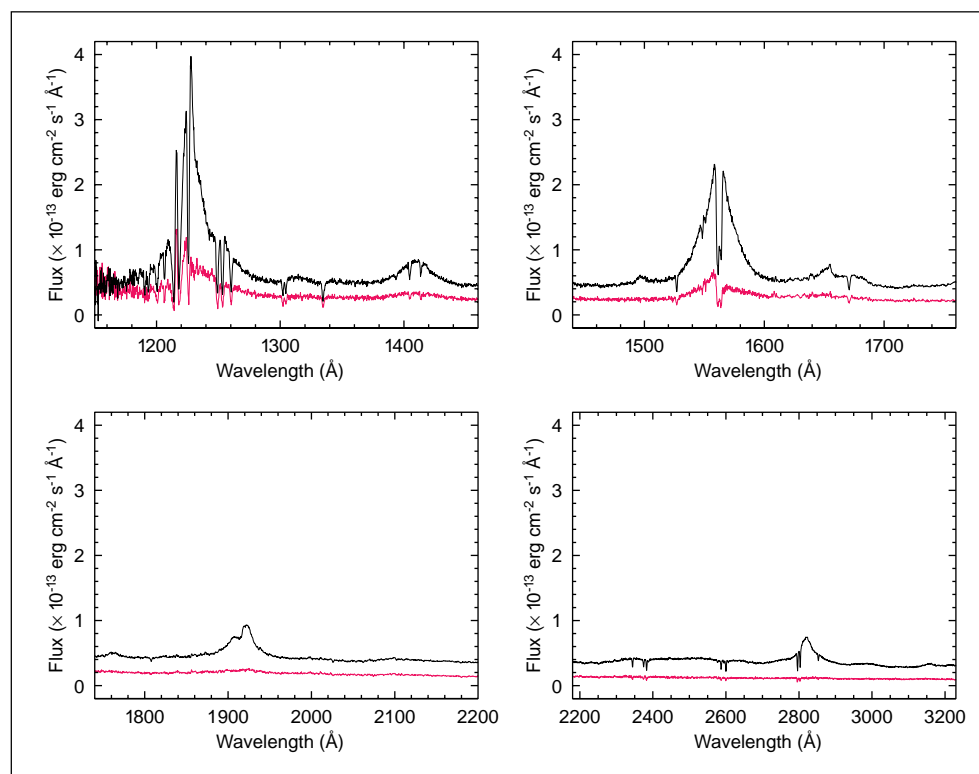 4
3
2
1
0
Flux (× 10⁻¹³ erg cm⁻² s⁻¹ Å⁻¹)
1200 1300 1400
Wavelength (Å)
4
3
2
1
0
Flux (× 10⁻¹³ erg cm⁻² s⁻¹ Å⁻¹)
1500 1600 1700
Wavelength (Å)
4
3
2
1
0
Flux (× 10⁻¹³ erg cm⁻² s⁻¹ Å⁻¹)
1800 1900 2000 2100 2200
Wavelength (Å)
4
3
2
1
0
Flux (× 10⁻¹³ erg cm⁻² s⁻¹ Å⁻¹)
2200 2400 2600 2800 3000 3200
Wavelength (Å)